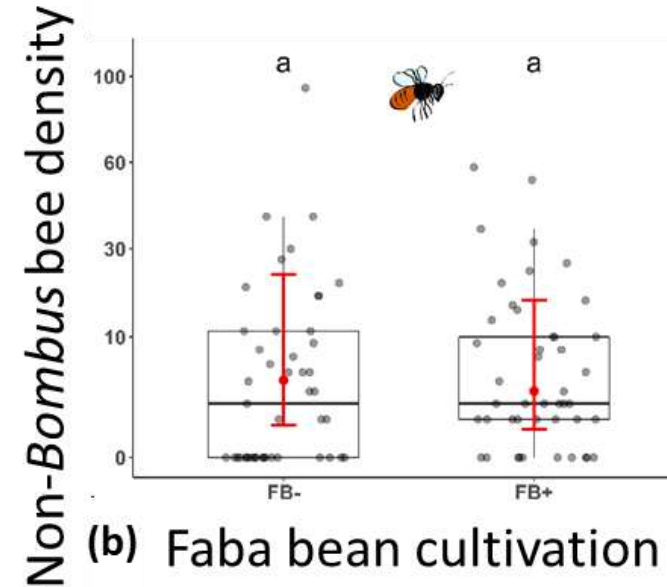 Non-Bombus bee density
100
60
30
10
0
a
a
FB-
FB+
(b) Faba bean cultivation